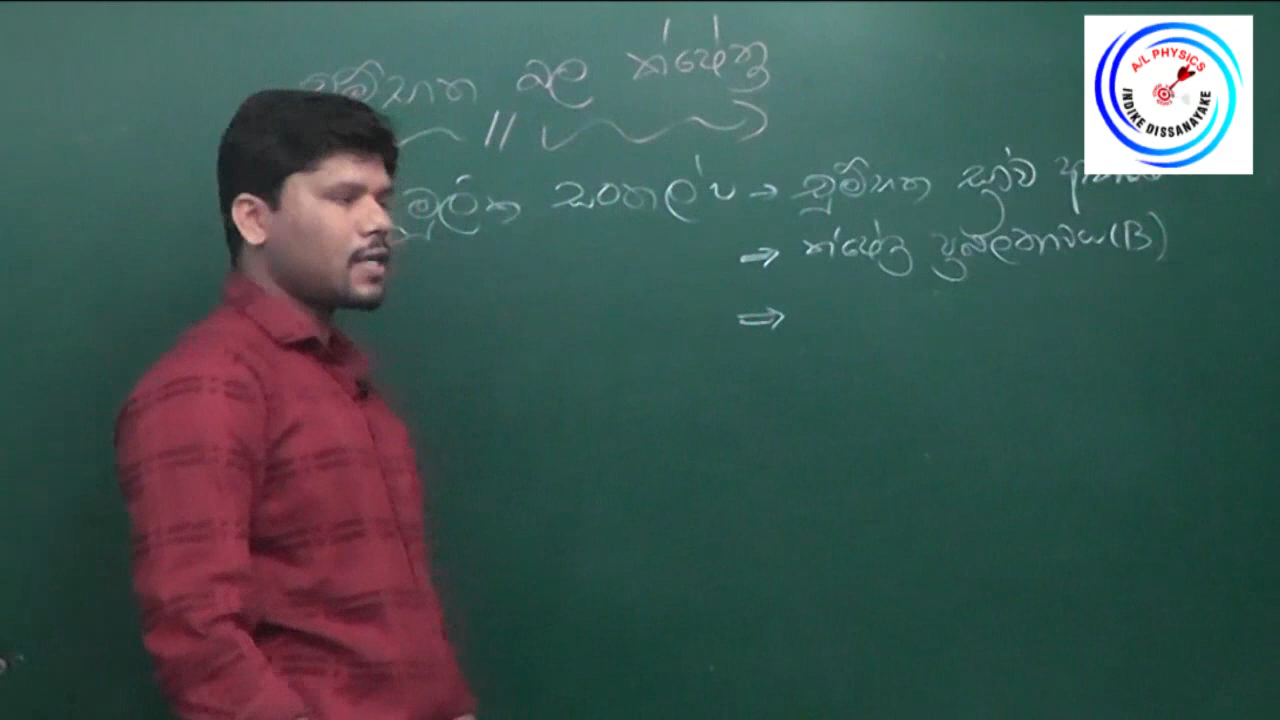 චුම්භක බල ක්ෂේත්‍ර
මූලික සංකල්ප → චුම්භක ස්‍රාව
⇒ ක්ෂේත්‍ර ප්‍රබලතාවය (B)
⇒
A/L PHYSICS
INDIKE DISSANAYAKE